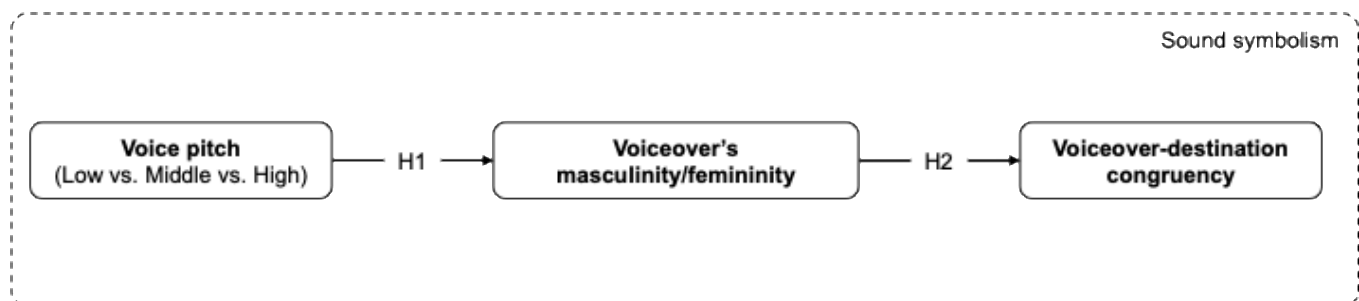 Sound symbolism
Voice pitch
(Low vs. Middle vs. High)
H1
Voiceover's
masculinity/femininity
H2
Voiceover-destination
congruency